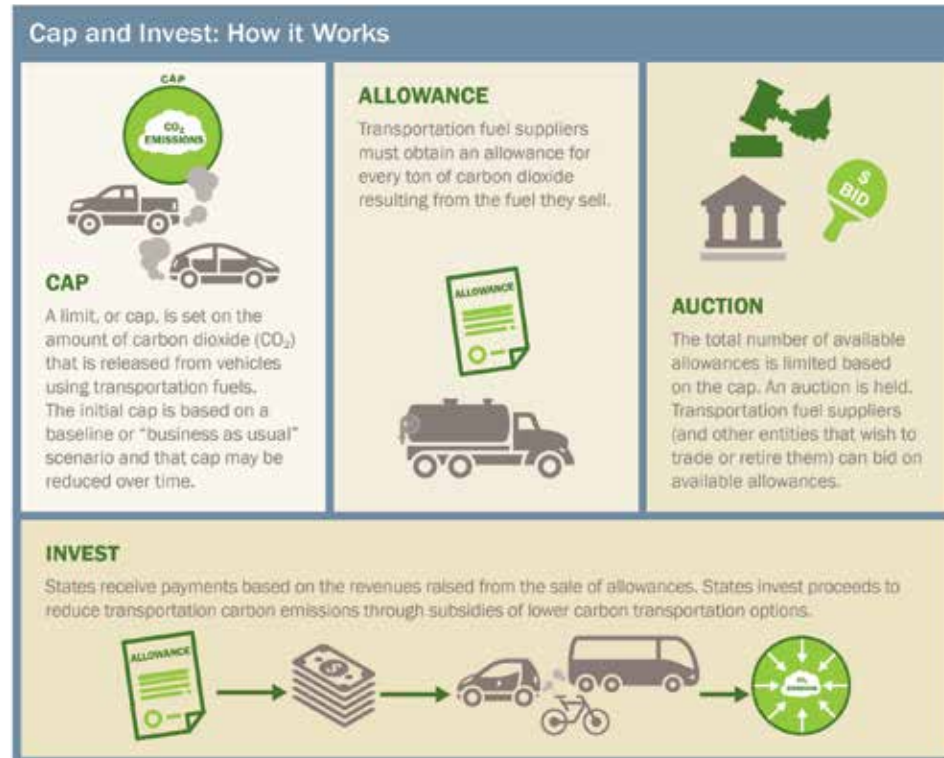 Cap and Invest: How it Works
CAP
CO₂
EMISSIONS
CAP
A limit, or cap, is set on the
amount of carbon dioxide (CO₂)
that is released from vehicles
using transportation fuels.
The initial cap is based on a
baseline or “business as usual”
scenario and that cap may be
reduced over time.
ALLOWANCE
Transportation fuel suppliers
must obtain an allowance for
every ton of carbon dioxide
resulting from the fuel they sell.
ALLOWANCE
$
BID
AUCTION
The total number of available
allowances is limited based
on the cap. An auction is held.
Transportation fuel suppliers
(and other entities that wish to
trade or retire them) can bid on
available allowances.
INVEST
States receive payments based on the revenues raised from the sale of allowances. States invest proceeds to
reduce transportation carbon emissions through subsidies of lower carbon transportation options.
ALLOWANCE
$
CO₂
EMISSIONS